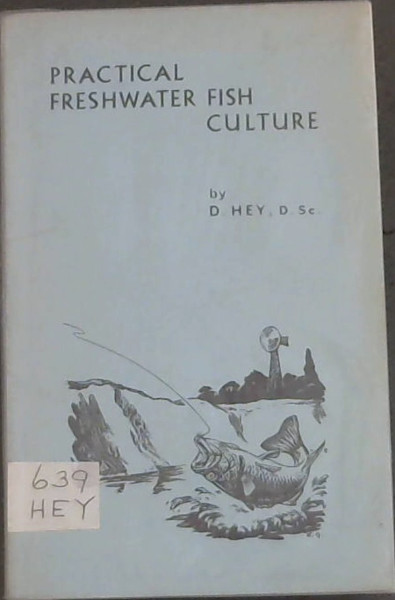 PRACTICAL
FRESHWATER FISH
CULTURE
by
D. HEY, D. Sc.
639
HEY